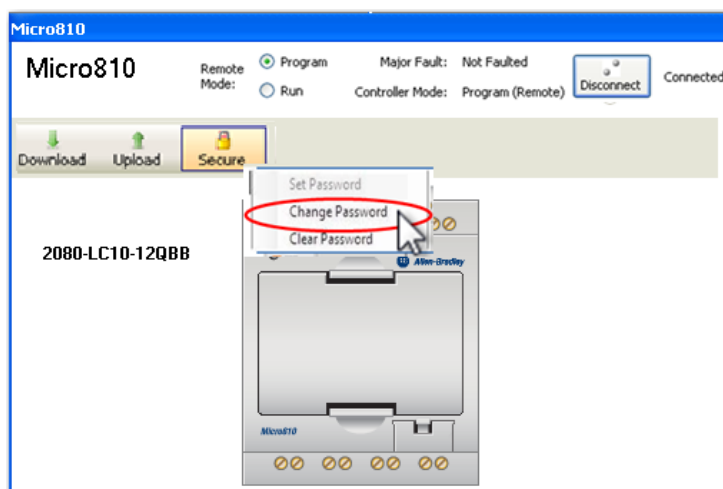 Micro810
Micro810
Remote Mode:
Program
Run
Major Fault: Not Faulted
Controller Mode: Program (Remote)
Disconnect
Connected
Download
Upload
Secure
Set Password
Change Password
Clear Password
2080-LC10-12QBB
Allen-Bradley
Micro810